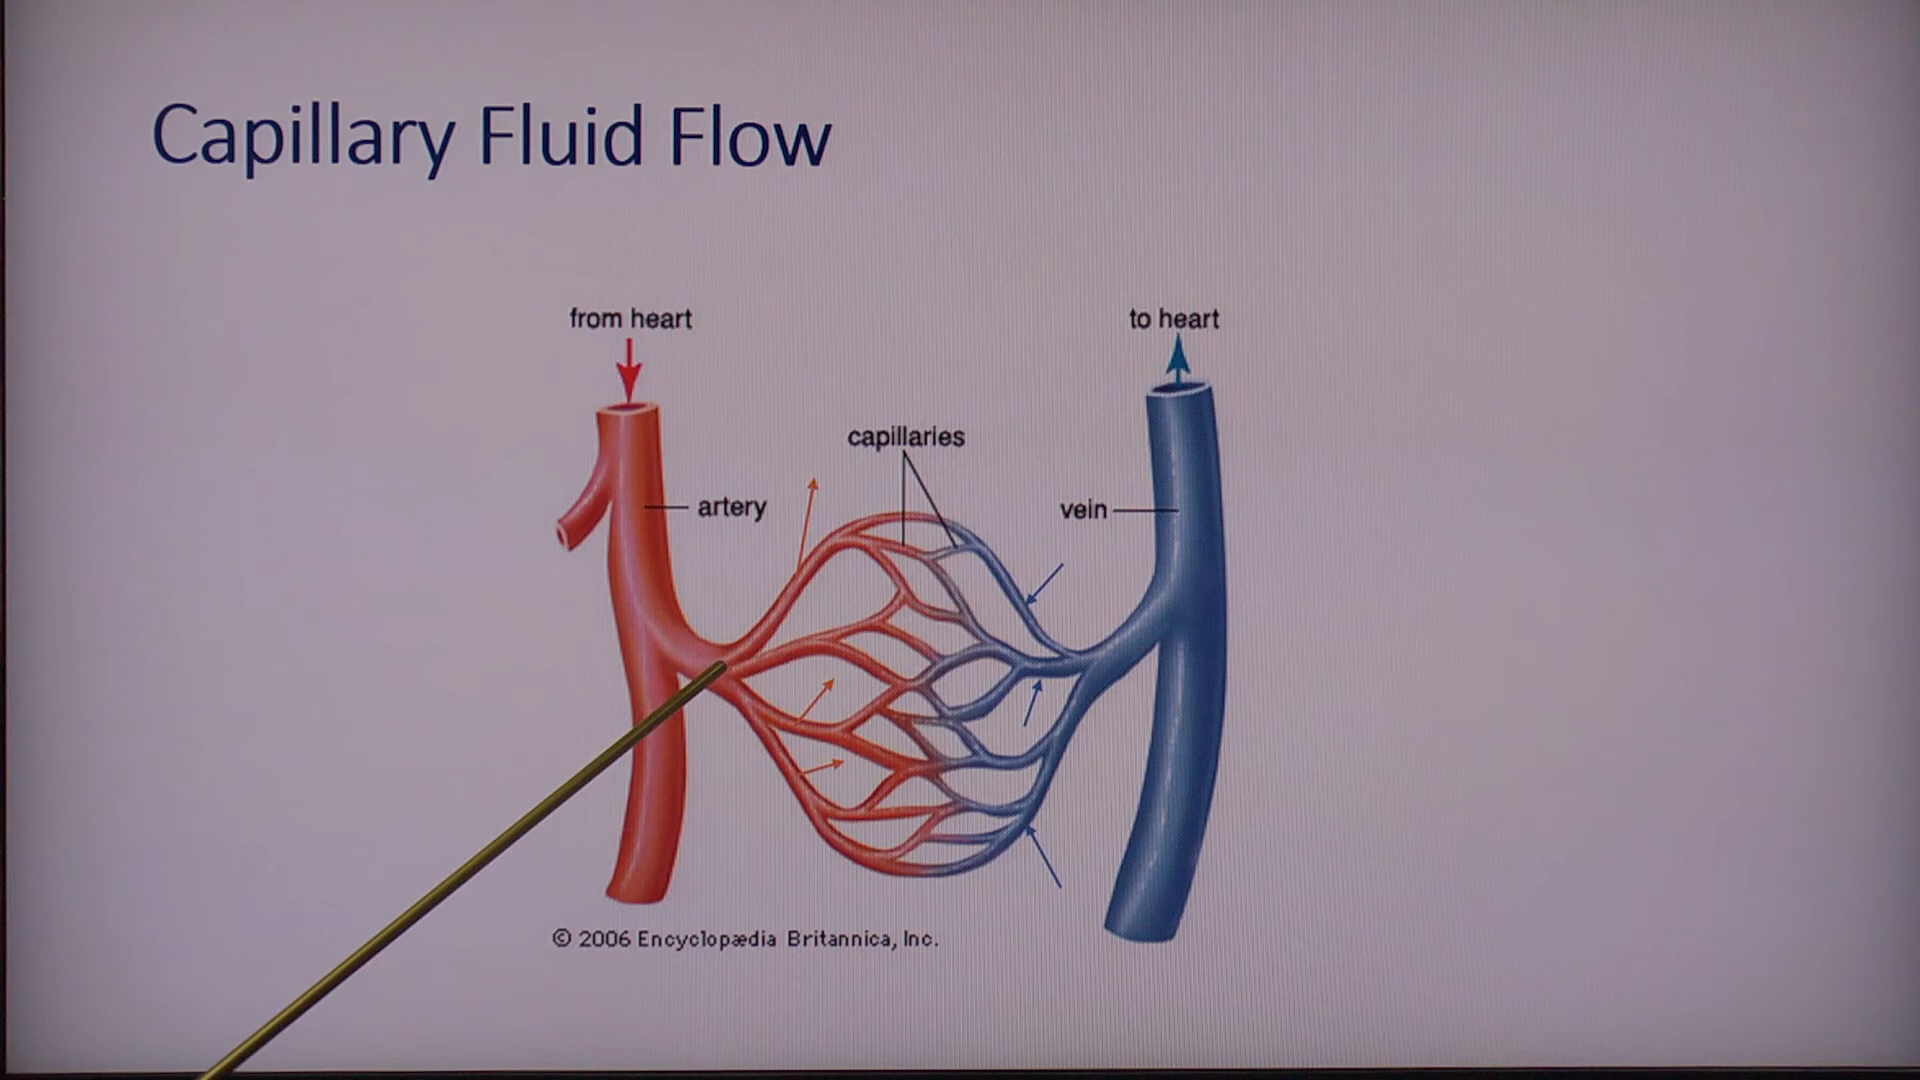 Capillary Fluid Flow
from heart
to heart
capillaries
artery
vein
© 2006 Encyclopædia Britannica, Inc.